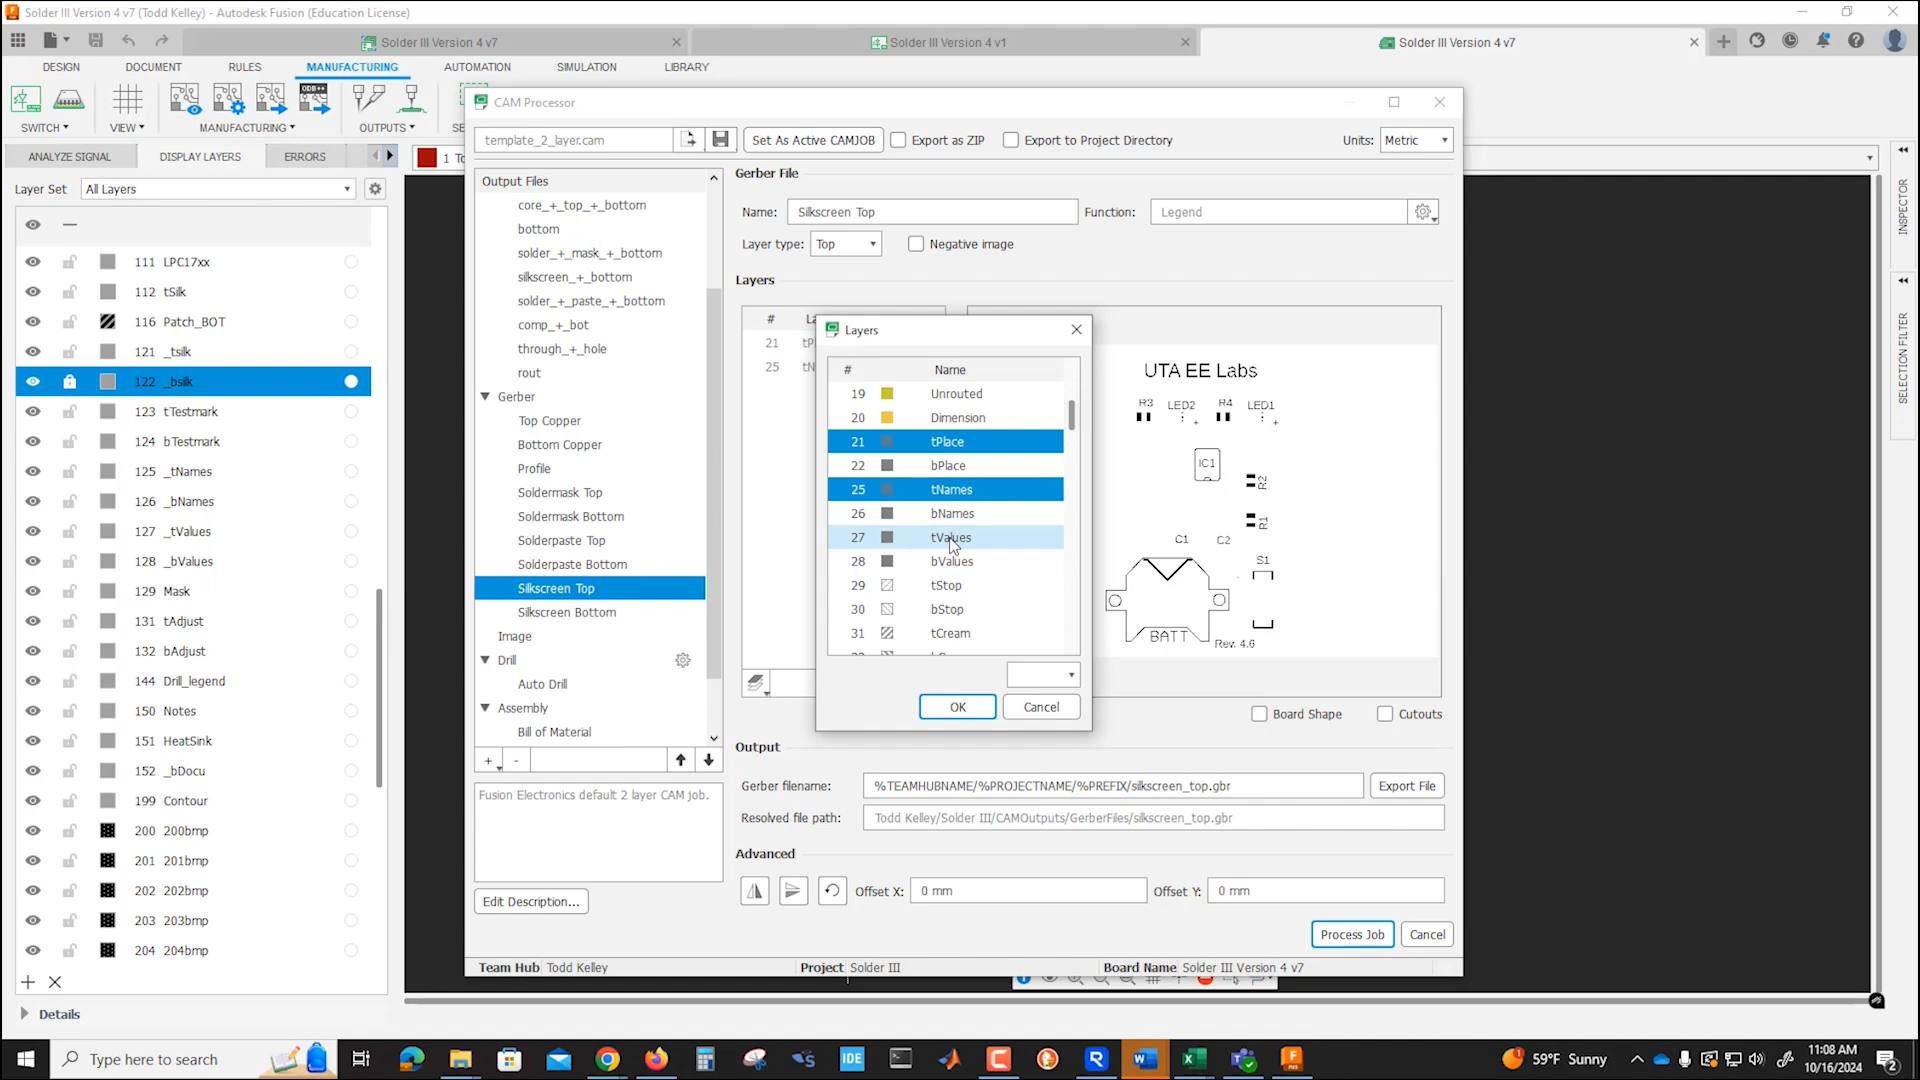 Solder III Version 4 v7 (Todd Kelley) - Autodesk Fusion (Education License)
Solder III Version 4 v7
Solder III Version 4 v1
Solder III Version 4 v7
DESIGN
DOCUMENT
RULES
MANUFACTURING
AUTOMATION
SIMULATION
LIBRARY
ODB++
SWITCH
VIEW
MANUFACTURING
OUTPUTS
ANALYZE SIGNAL
DISPLAY LAYERS
ERRORS
Layer Set
All Layers
111 LPC17xx
112 tSilk
116 Patch_BOT
121 _tsilk
122 _bsilk
123 tTestmark
124 bTestmark
125 _tNames
126 _bNames
127 _tValues
128 _bValues
129 Mask
131 tAdjust
132 bAdjust
144 Drill_legend
150 Notes
151 HeatSink
152 _bDocu
199 Contour
200 200bmp
201 201bmp
202 202bmp
203 203bmp
204 204bmp
Details
CAM Processor
template_2_layer.cam
Set As Active CAMJOB
Export as ZIP
Export to Project Directory
Units:
Metric
Output Files
core_+_top_+_bottom
bottom
solder_+_mask_+_bottom
silkscreen_+_bottom
solder_+_paste_+_bottom
comp_+_bot
through_+_hole
rout
Gerber
Top Copper
Bottom Copper
Profile
Soldermask Top
Soldermask Bottom
Solderpaste Top
Solderpaste Bottom
Silkscreen Top
Silkscreen Bottom
Image
Drill
Auto Drill
Assembly
Bill of Material
+
-
Fusion Electronics default 2 layer CAM job.
Edit Description...
Gerber File
Name:
Silkscreen Top
Function:
Legend
Layer type:
Top
Negative image
Layers
#
21
25
Layers
# Name
19 Unrouted
20 Dimension
21 tPlace
22 bPlace
25 tNames
26 bNames
27 tValues
28 bValues
29 tStop
30 bStop
31 tCream
OK
Cancel
UTA EE Labs
R3 LED2 R4 LED1
+ +
IC1
R2
R1
C1 C2
S1
BATT
Rev. 4.6
Board Shape
Cutouts
Output
Gerber filename:
%TEAMHUBNAME/%PROJECTNAME/%PREFIX/silkscreen_top.gbr
Export File
Resolved file path:
Todd Kelley/Solder III/CAMOutputs/GerberFiles/silkscreen_top.gbr
Advanced
Offset X:
0 mm
Offset Y:
0 mm
Process Job
Cancel
Team Hub Todd Kelley
Project Solder III
Board Name Solder III Version 4 v7
INSPECTOR
SELECTION FILTER
Type here to search
IDE
59°F Sunny
11:08 AM
10/16/2024
2